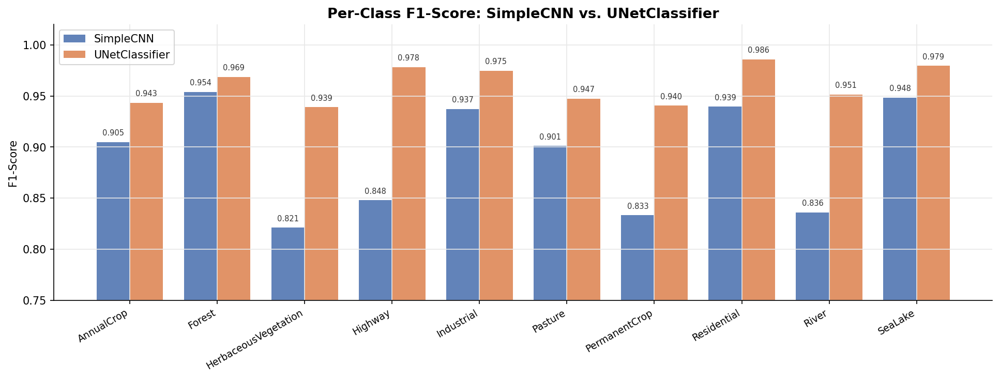 Per-Class F1-Score: SimpleCNN vs. UNetClassifier
SimpleCNN
UNetClassifier
F1-Score
1.00
0.95
0.90
0.85
0.80
0.75
0.905
0.943
0.954
0.969
0.821
0.939
0.848
0.978
0.937
0.975
0.901
0.947
0.833
0.940
0.939
0.986
0.836
0.951
0.948
0.979
AnnualCrop
Forest
HerbaceousVegetation
Highway
Industrial
Pasture
PermanentCrop
Residential
River
SeaLake